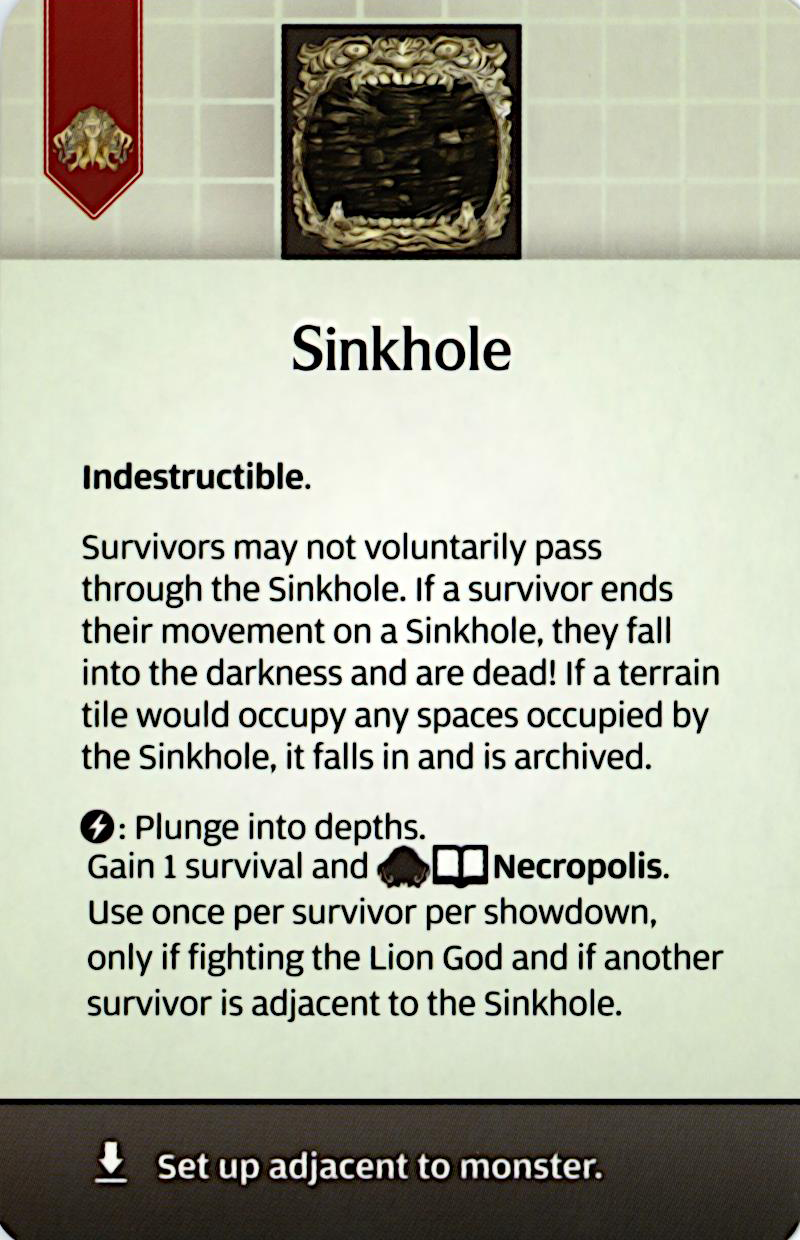 Sinkhole
Indestructible.
Survivors may not voluntarily pass
through the Sinkhole. If a survivor ends
their movement on a Sinkhole, they fall
into the darkness and are dead! If a terrain
tile would occupy any spaces occupied by
the Sinkhole, it falls in and is archived.
: Plunge into depths.
Gain 1 survival and Necropolis.
Use once per survivor per showdown,
only if fighting the Lion God and if another
survivor is adjacent to the Sinkhole.
Set up adjacent to monster.